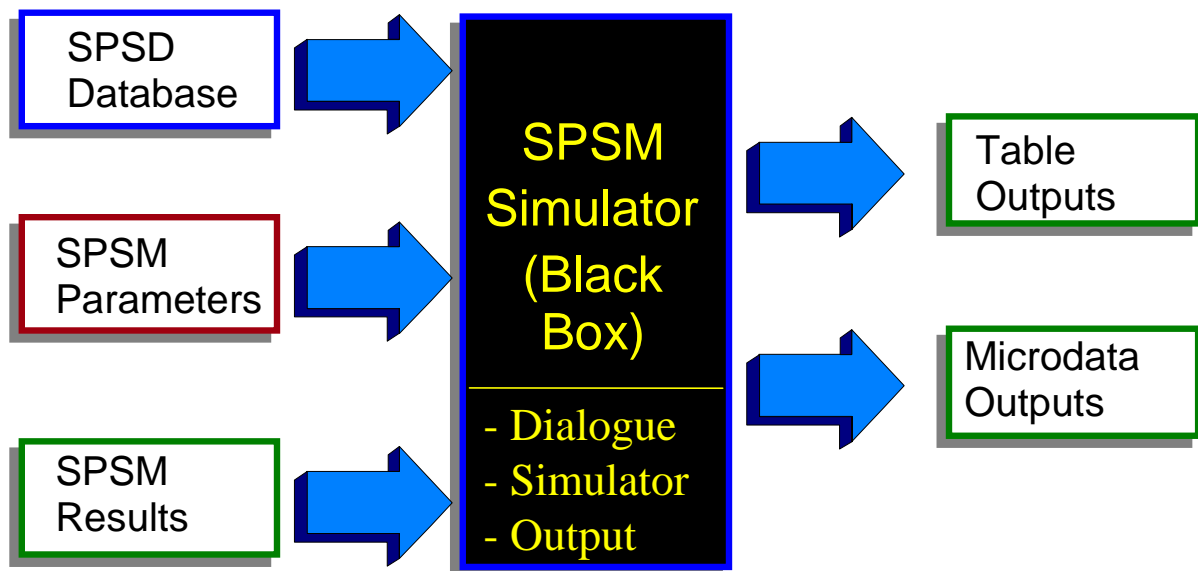 SPSD
Database
SPSM
Parameters
SPSM
Results
SPSM
Simulator
(Black
Box)
- Dialogue
- Simulator
- Output
Table
Outputs
Microdata
Outputs